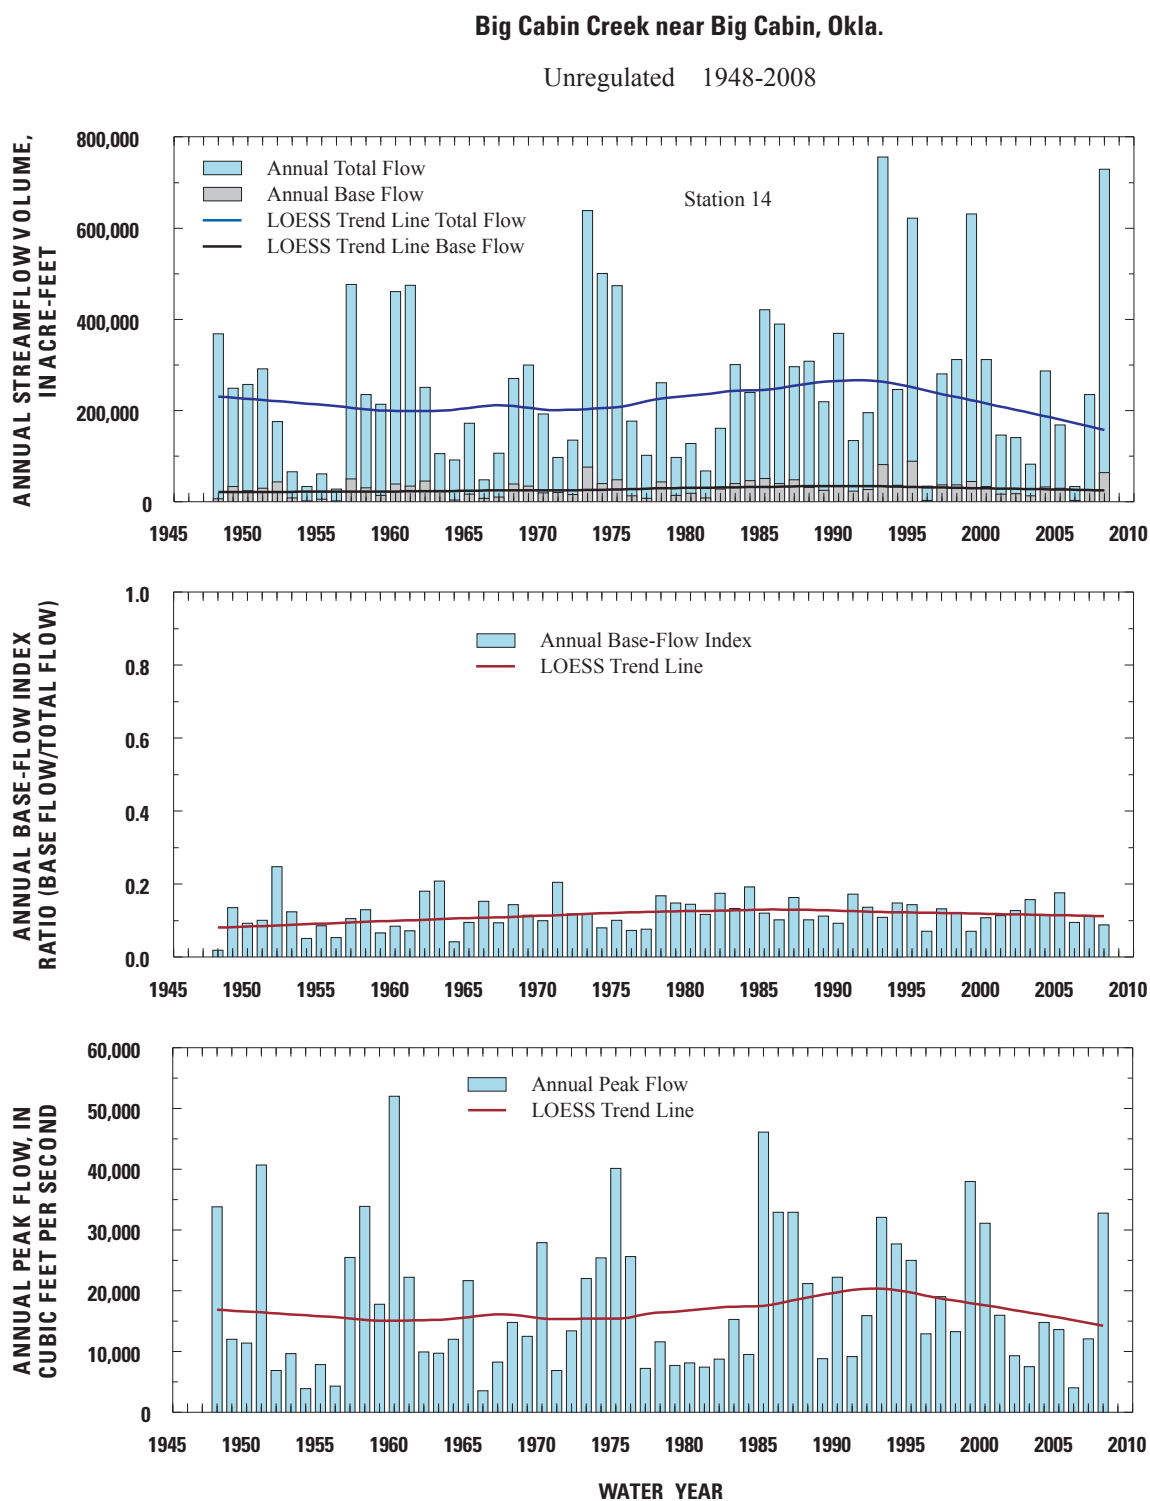 Big Cabin Creek near Big Cabin, Okla.
Unregulated 1948-2008
ANNUAL STREAMFLOW VOLUME,
IN ACRE-FEET
800,000
600,000
400,000
200,000
0
Annual Total Flow
Annual Base Flow
LOESS Trend Line Total Flow
LOESS Trend Line Base Flow
Station 14
1945 1950 1955 1960 1965 1970 1975 1980 1985 1990 1995 2000 2005 2010
ANNUAL BASE-FLOW INDEX
RATIO (BASE FLOW/TOTAL FLOW)
1.0
0.8
0.6
0.4
0.2
0.0
Annual Base-Flow Index
LOESS Trend Line
1945 1950 1955 1960 1965 1970 1975 1980 1985 1990 1995 2000 2005 2010
ANNUAL PEAK FLOW, IN
CUBIC FEET PER SECOND
60,000
50,000
40,000
30,000
20,000
10,000
0
Annual Peak Flow
LOESS Trend Line
1945 1950 1955 1960 1965 1970 1975 1980 1985 1990 1995 2000 2005 2010
WATER YEAR